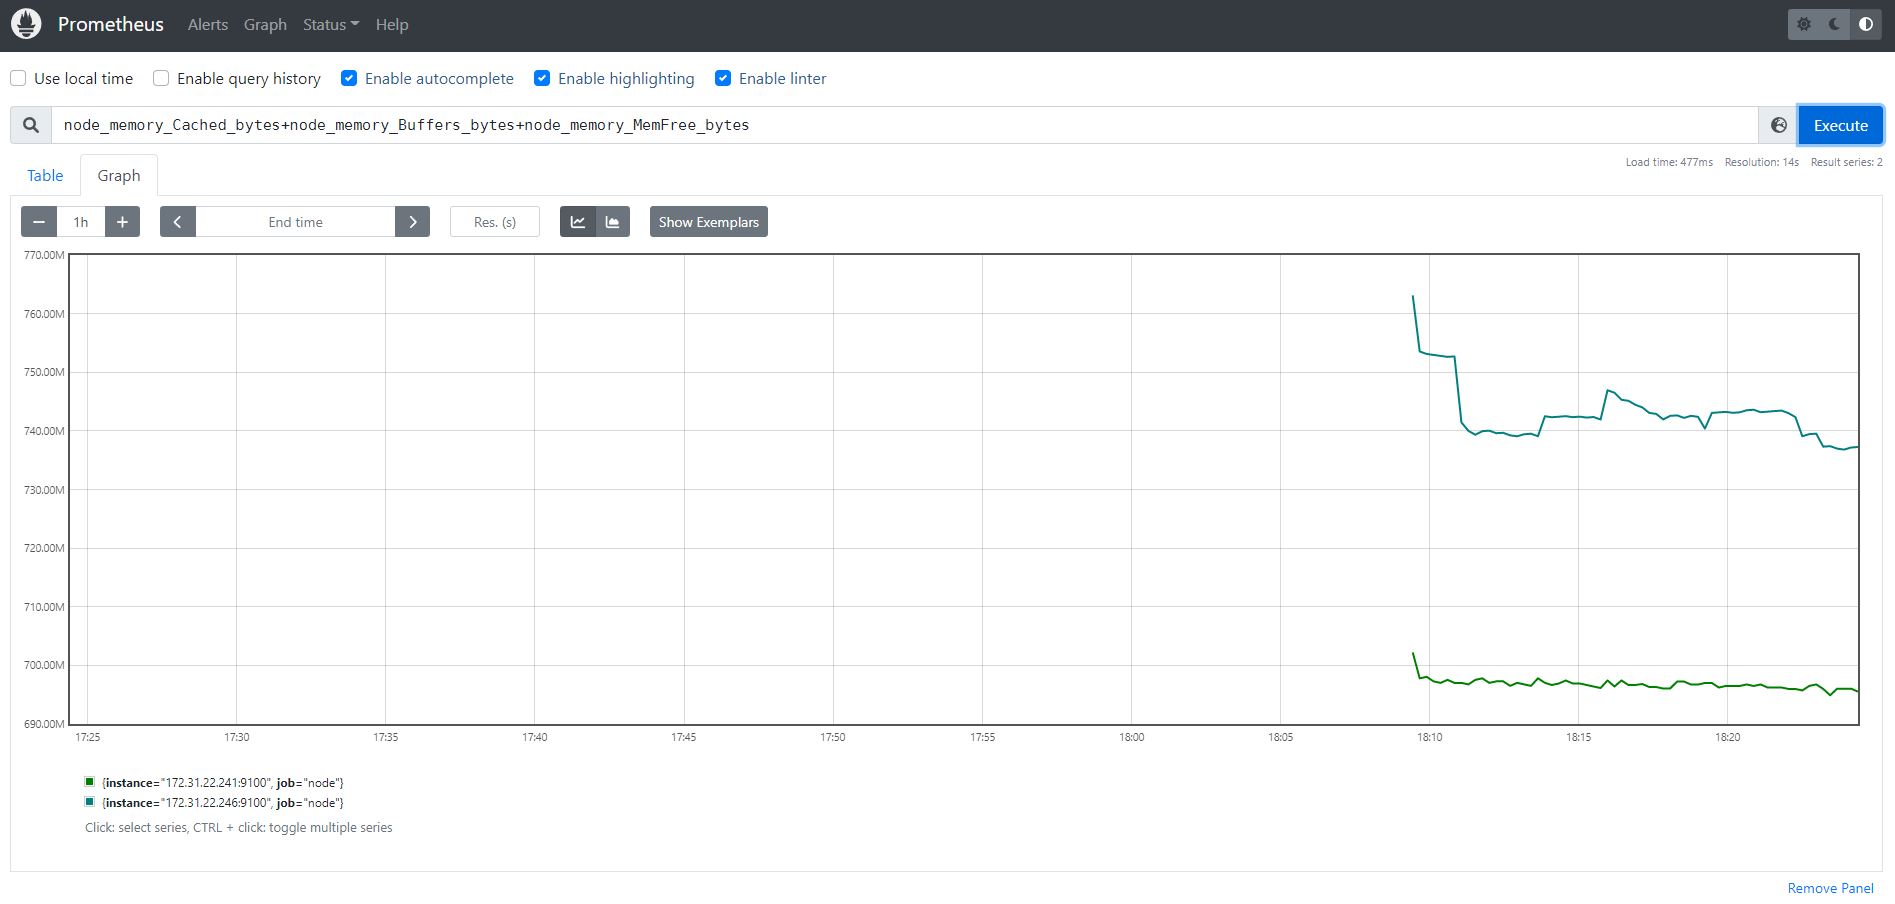 Prometheus Alerts Graph Status Help
Use local time Enable query history Enable autocomplete Enable highlighting Enable linter
node_memory_Cached_bytes+node_memory_Buffers_bytes+node_memory_MemFree_bytes Execute
Load time: 477ms Resolution: 14s Result series: 2
Table Graph
1h End time Res. (s) Show Exemplars
770.00M
760.00M
750.00M
740.00M
730.00M
720.00M
710.00M
700.00M
690.00M
17:25 17:30 17:35 17:40 17:45 17:50 17:55 18:00 18:05 18:10 18:15 18:20
{instance="172.31.22.241:9100", job="node"}
{instance="172.31.22.246:9100", job="node"}
Click: select series, CTRL + click: toggle multiple series
Remove Panel